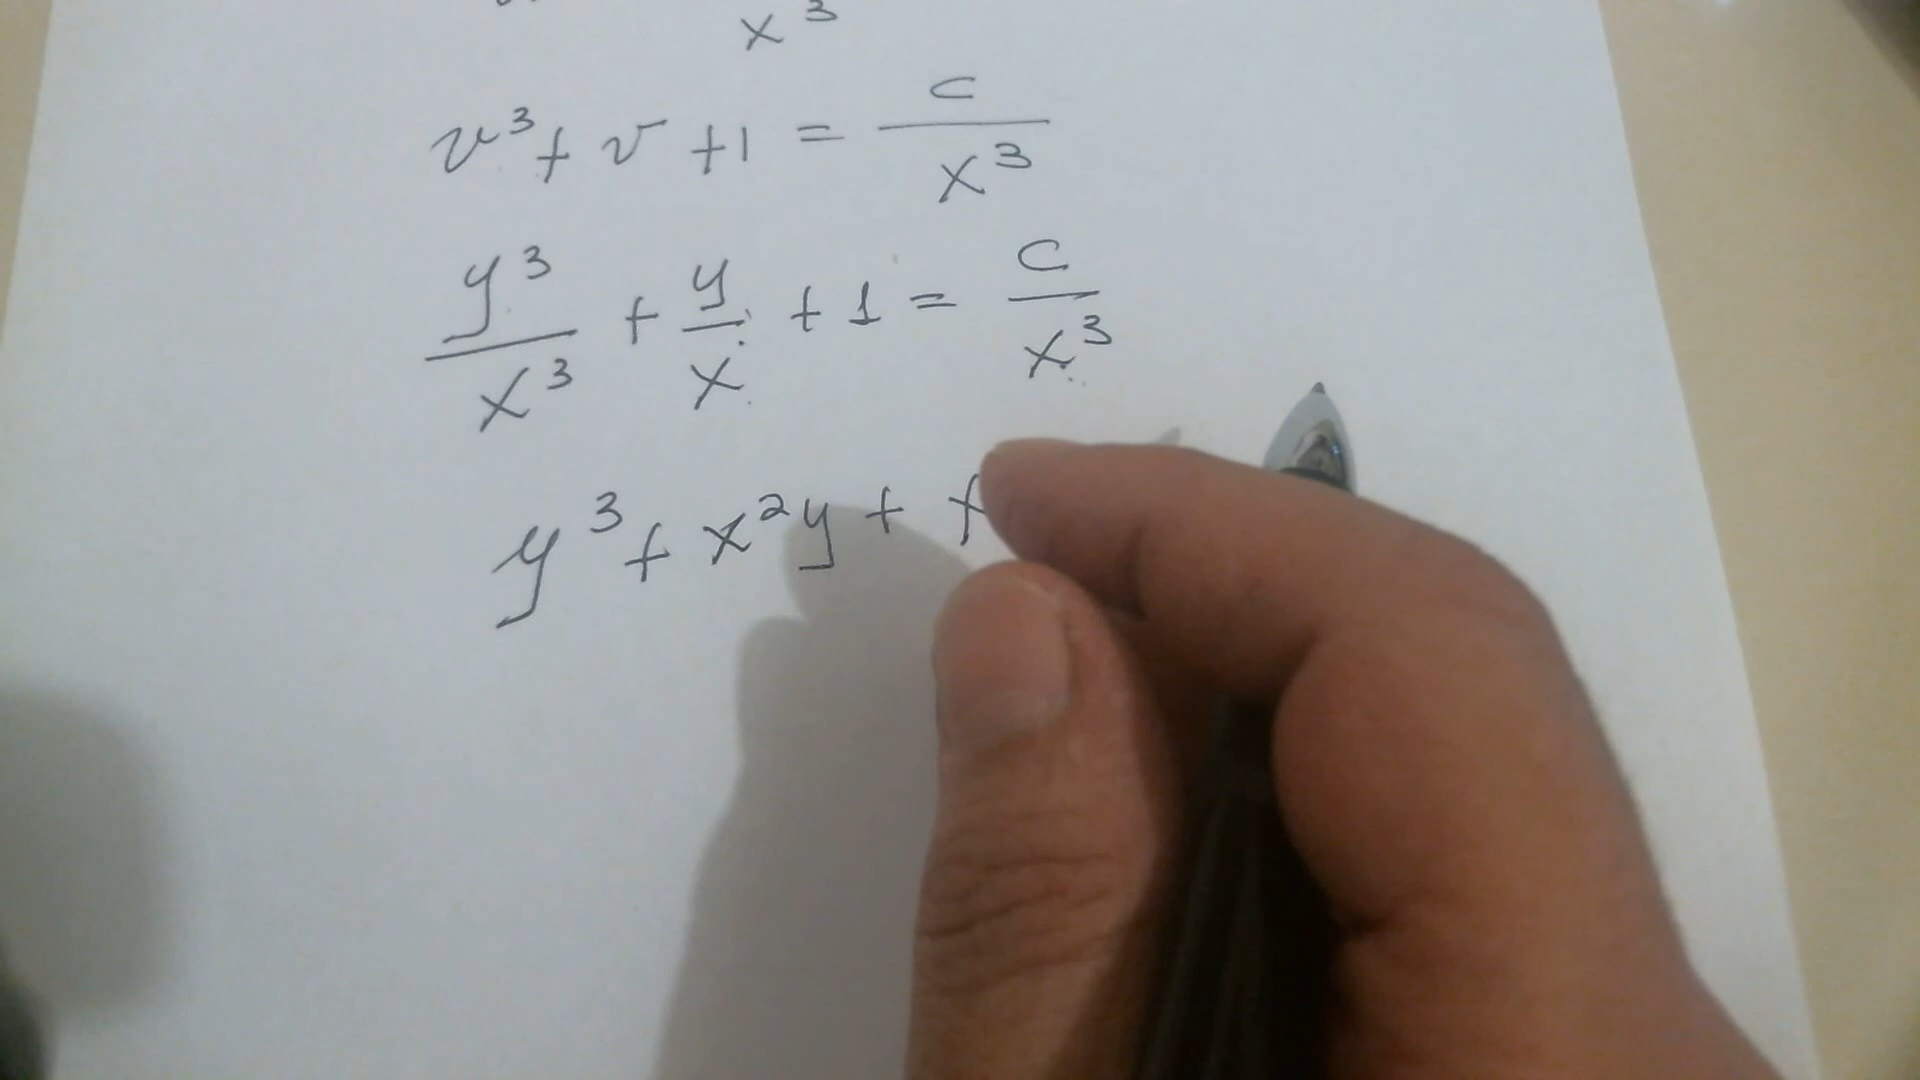 x³
v³ + v + 1 = c/x³
y³/x³ + y/x + 1 = c/x³
y³ + x²y + x